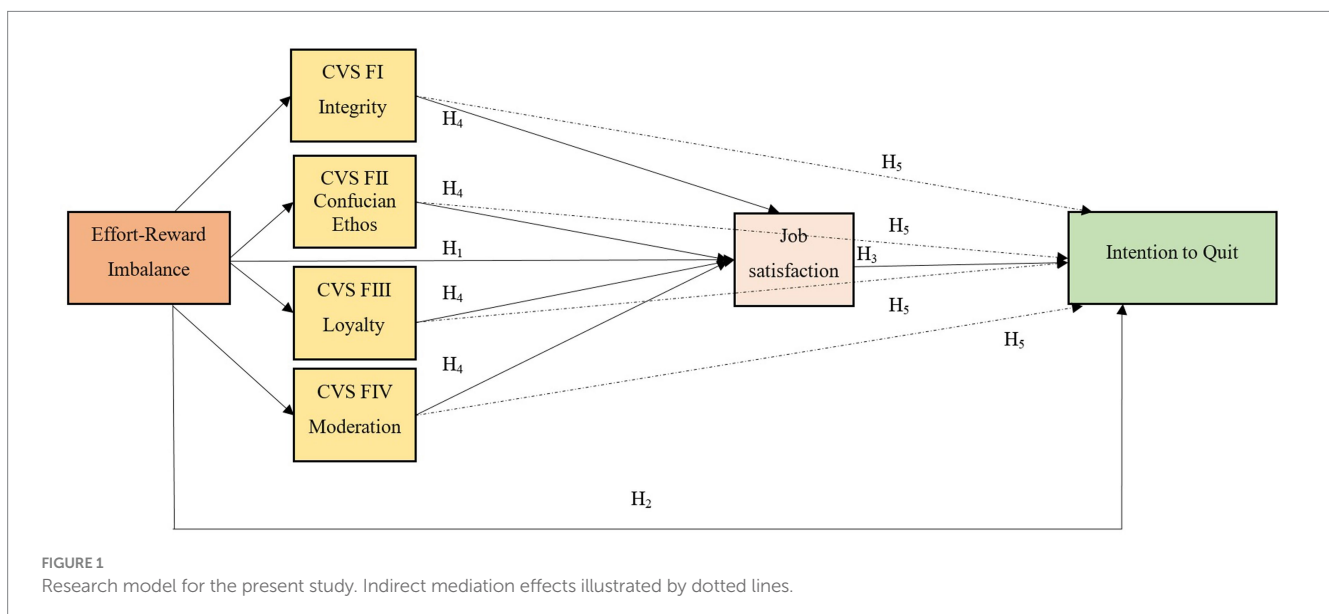 CVS FI
Integrity
H₄
H₅
CVS FII
Confucian
Ethos
H₄
H₅
Effort-Reward
Imbalance
H₁
Job
satisfaction
H₃
Intention to Quit
CVS FIII
Loyalty
H₄
H₅
CVS FIV
Moderation
H₄
H₅
H₂
FIGURE 1
Research model for the present study. Indirect mediation effects illustrated by dotted lines.